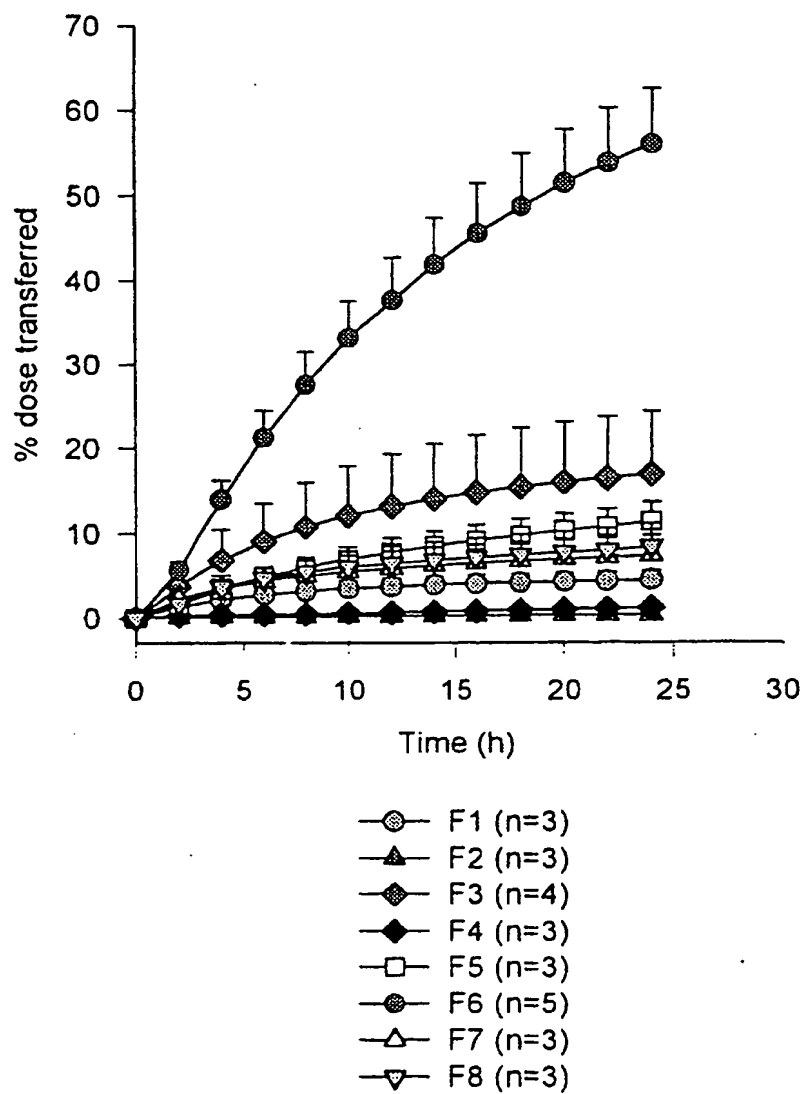 70
60
50
40
30
20
10
0
% dose transferred
0 5 10 15 20 25 30
Time (h)
F1 (n=3)
F2 (n=3)
F3 (n=4)
F4 (n=3)
F5 (n=3)
F6 (n=5)
F7 (n=3)
F8 (n=3)